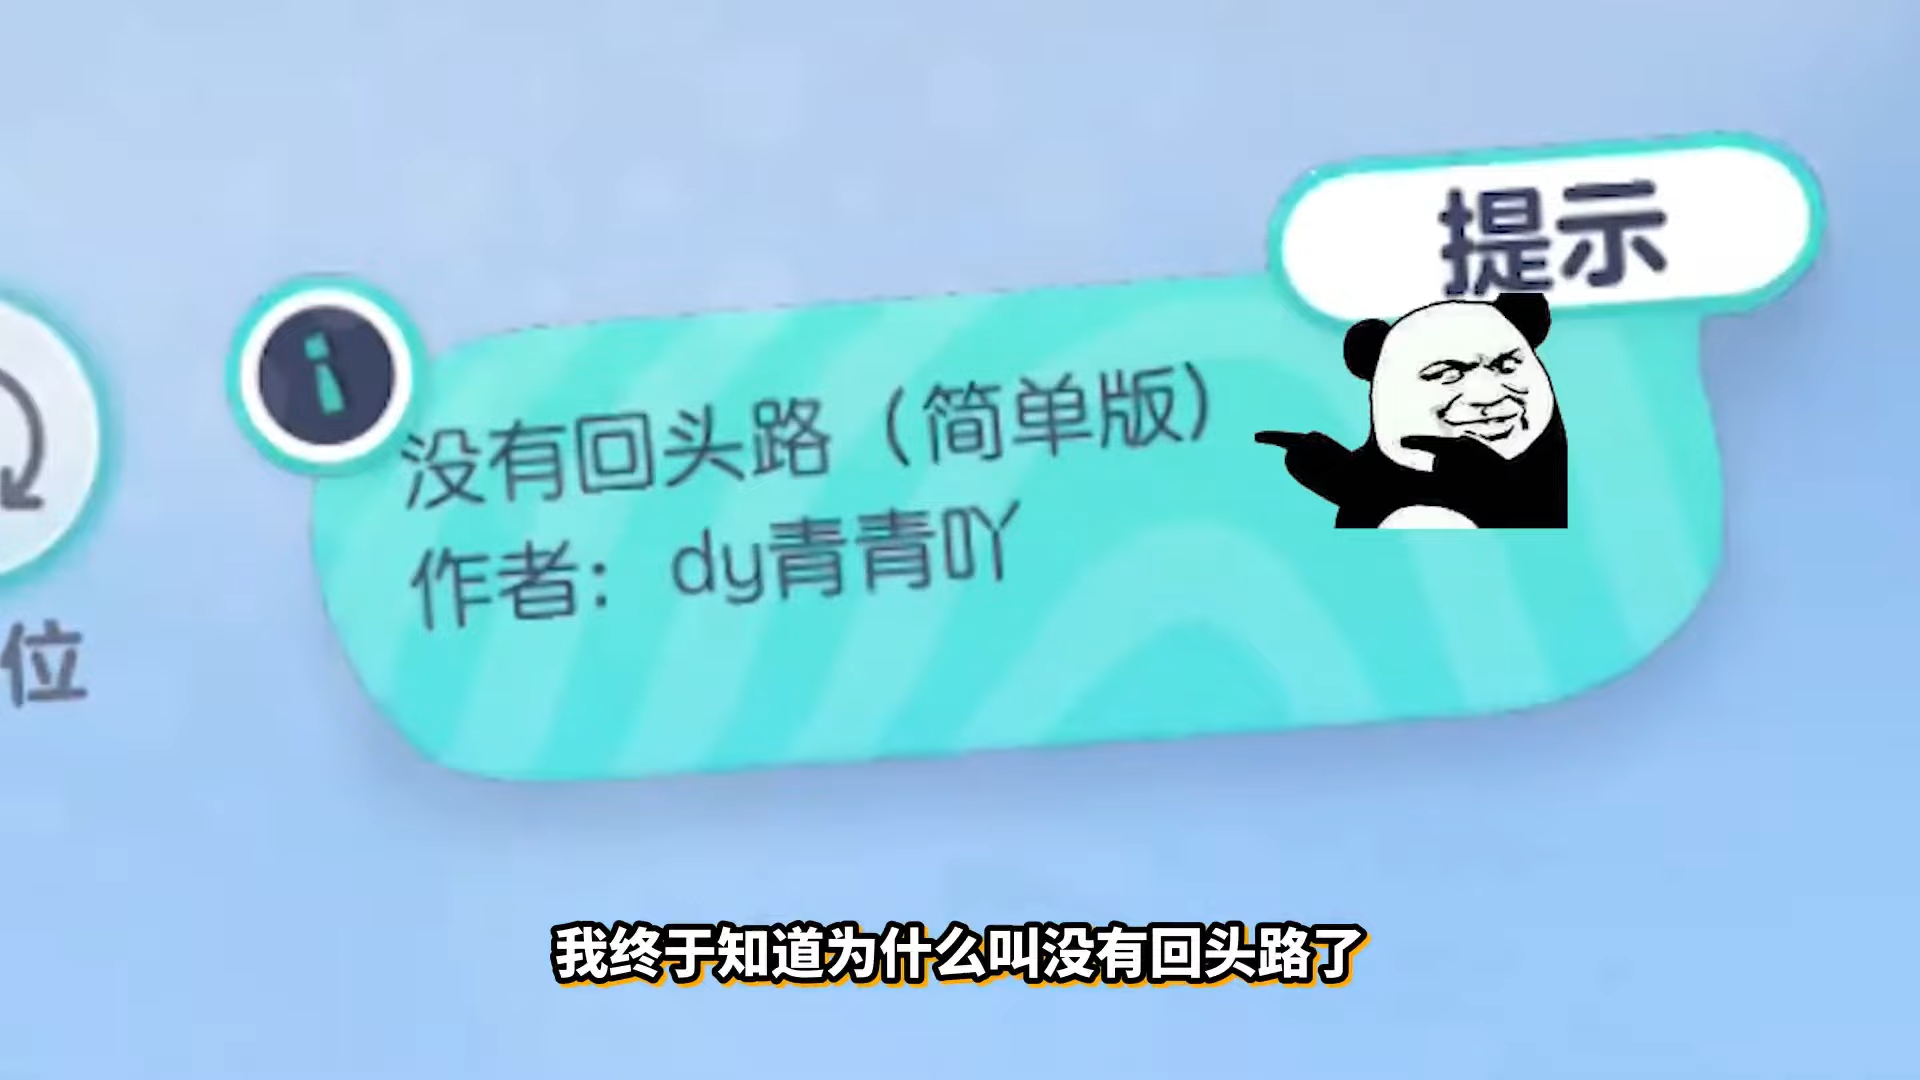 提示
没有回头路（简单版）
作者：dy青青吖
位
我终于知道为什么叫没有回头路了